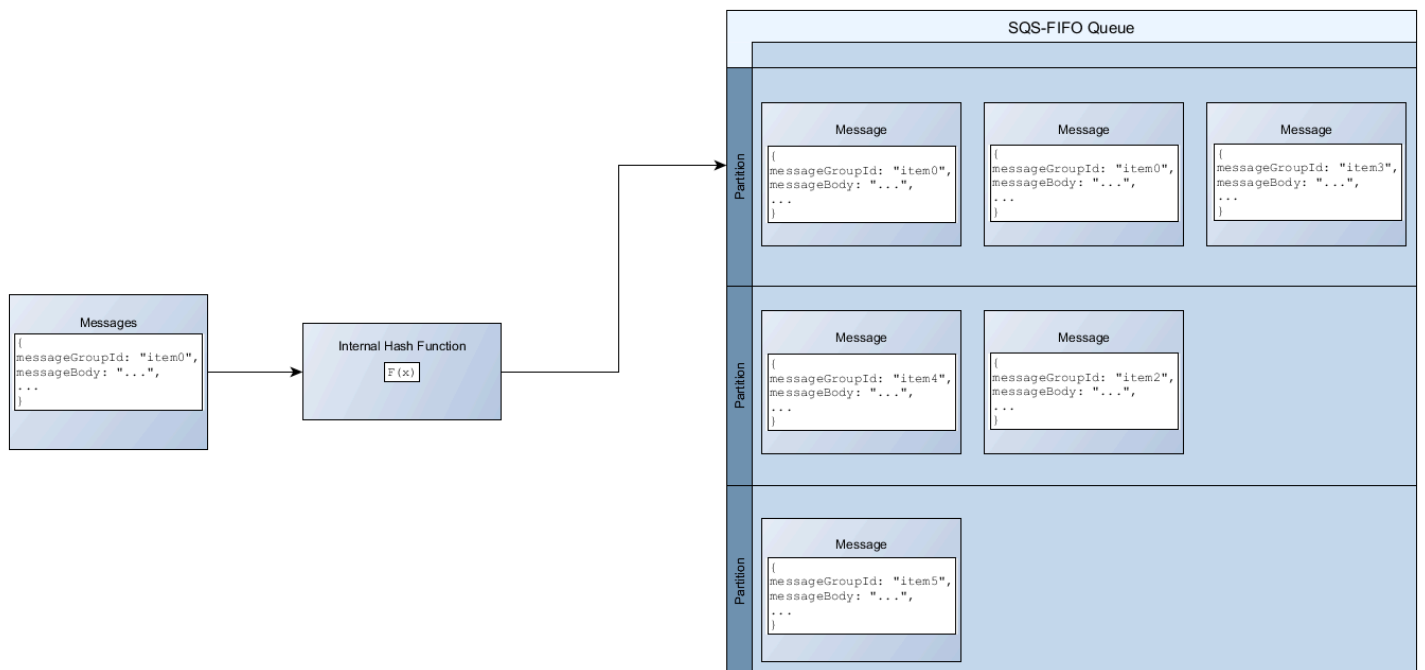 SQS-FIFO Queue
Messages
{
messageGroupId: "item0",
messageBody: "...",
...
}
Internal Hash Function
F(x)
Partition
Message
{
messageGroupId: "item0",
messageBody: "...",
...
}
Message
{
messageGroupId: "item0",
messageBody: "...",
...
}
Message
{
messageGroupId: "item3",
messageBody: "...",
...
}
Partition
Message
{
messageGroupId: "item4",
messageBody: "...",
...
}
Message
{
messageGroupId: "item2",
messageBody: "...",
...
}
Partition
Message
{
messageGroupId: "item5",
messageBody: "...",
...
}